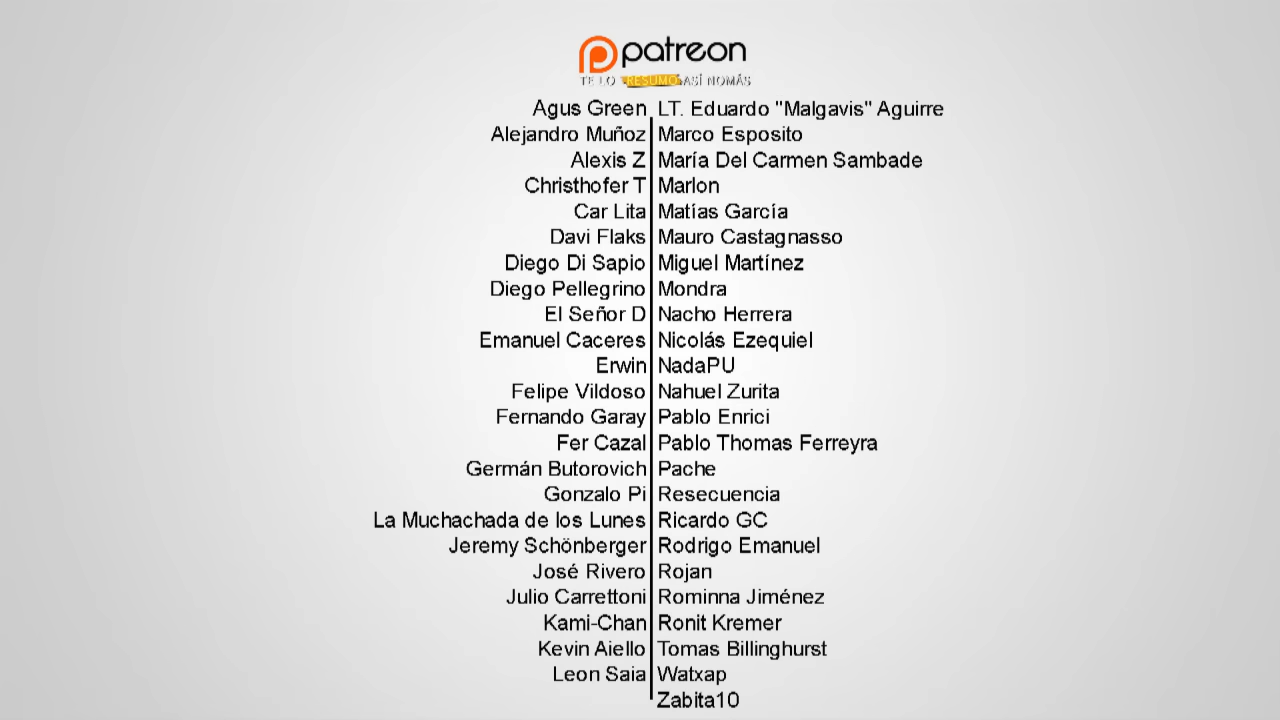 patreon
TE LO RESUMO ASÍ NOMÁS
Agus Green
Alejandro Muñoz
Alexis Z
Christhofer T
Car Lita
Davi Flaks
Diego Di Sapio
Diego Pellegrino
El Señor D
Emanuel Caceres
Erwin
Felipe Vildoso
Fernando Garay
Fer Cazal
Germán Butorovich
Gonzalo Pi
La Muchachada de los Lunes
Jeremy Schönberger
José Rivero
Julio Carrettoni
Kami-Chan
Kevin Aiello
Leon Saia
LT. Eduardo "Malgavis" Aguirre
Marco Esposito
María Del Carmen Sambade
Marlon
Matías García
Mauro Castagnasso
Miguel Martínez
Mondra
Nacho Herrera
Nicolás Ezequiel
NadaPU
Nahuel Zurita
Pablo Enrici
Pablo Thomas Ferreyra
Pache
Resecuencia
Ricardo GC
Rodrigo Emanuel
Rojan
Rominna Jiménez
Ronit Kremer
Tomas Billinghurst
Watxap
Zabita10